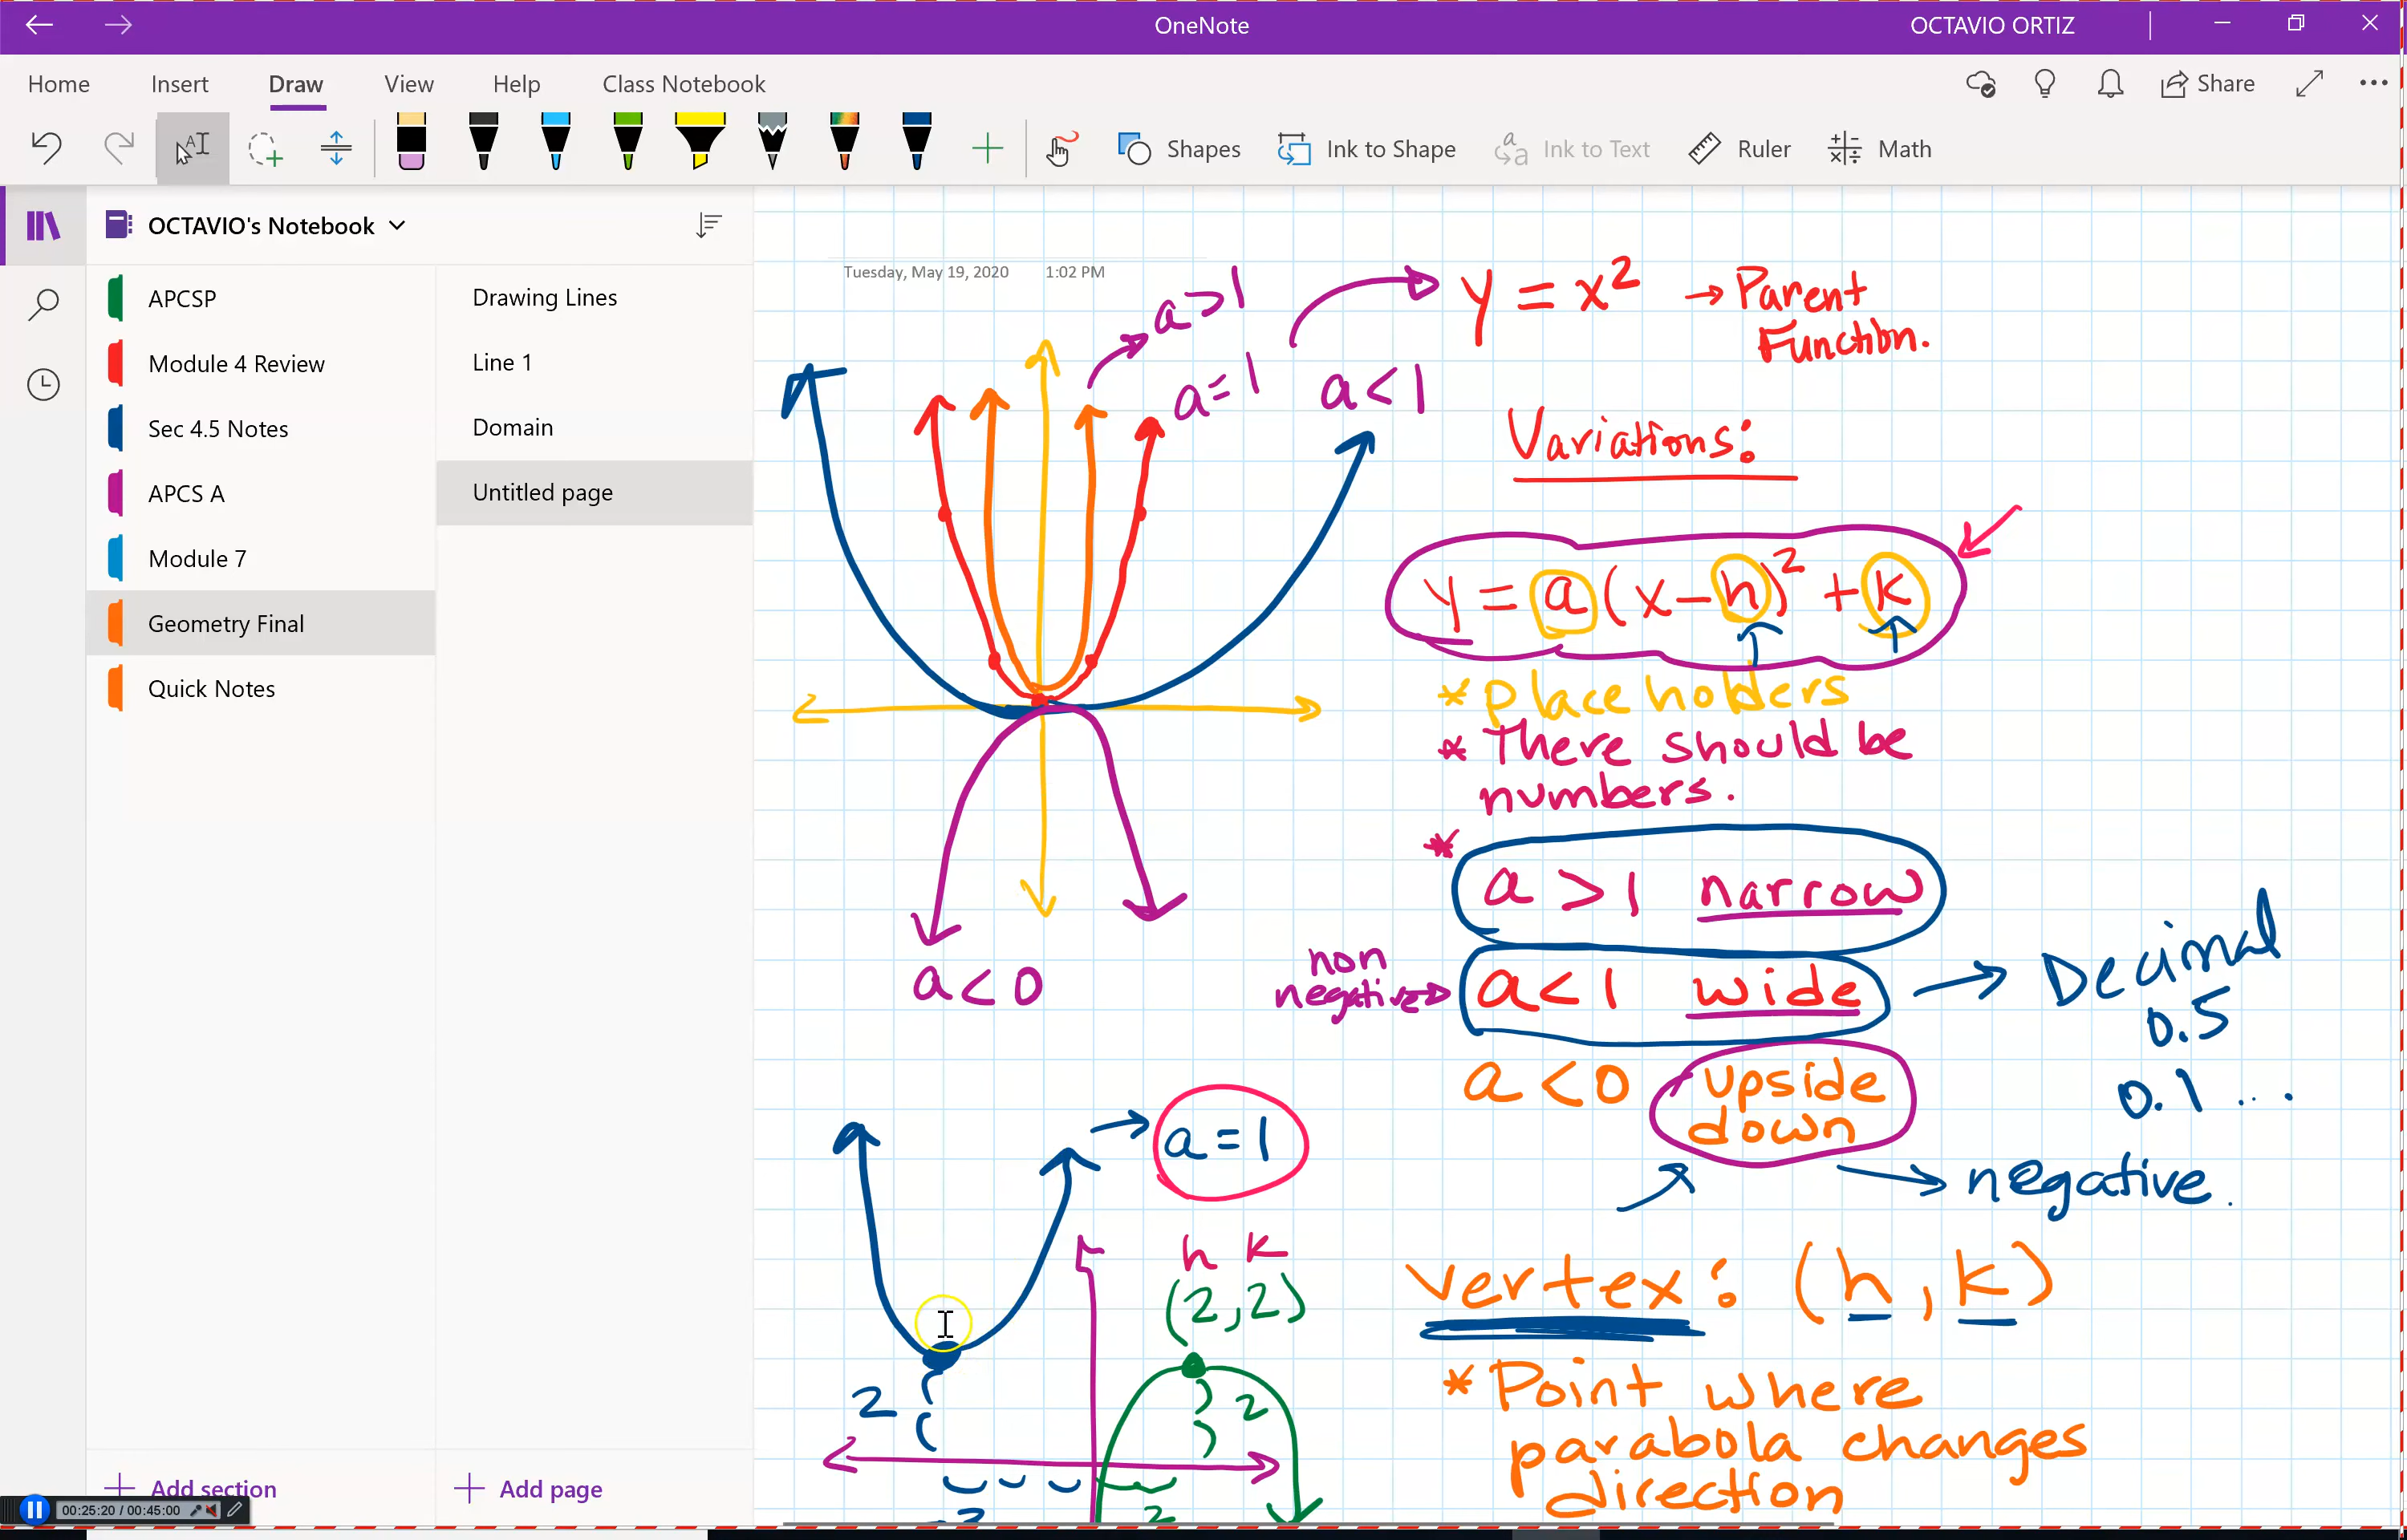 OneNote
OCTAVIO ORTIZ
Home Insert Draw View Help Class Notebook
Share
Shapes Ink to Shape Ink to Text Ruler Math
OCTAVIO's Notebook
APCSP
Module 4 Review
Sec 4.5 Notes
APCS A
Module 7
Geometry Final
Quick Notes
Drawing Lines
Line 1
Domain
Untitled page
Add section
Add page
00:25:20 / 00:45:00
Tuesday, May 19, 2020 1:02 PM
a>1
a=1
a<1
a<0
y = x² → Parent
Function.
Variations:
y = a(x-h)² + k
* Place holders
* There should be
numbers.
*
a > 1 narrow
non
negative
a < 1 wide
→ Decimal
0.5
0.1 ...
a < 0 upside
down
negative.
a = 1
h k
(2,2)
2
2
2
vertex: (h, k)
* Point where
parabola changes
direction